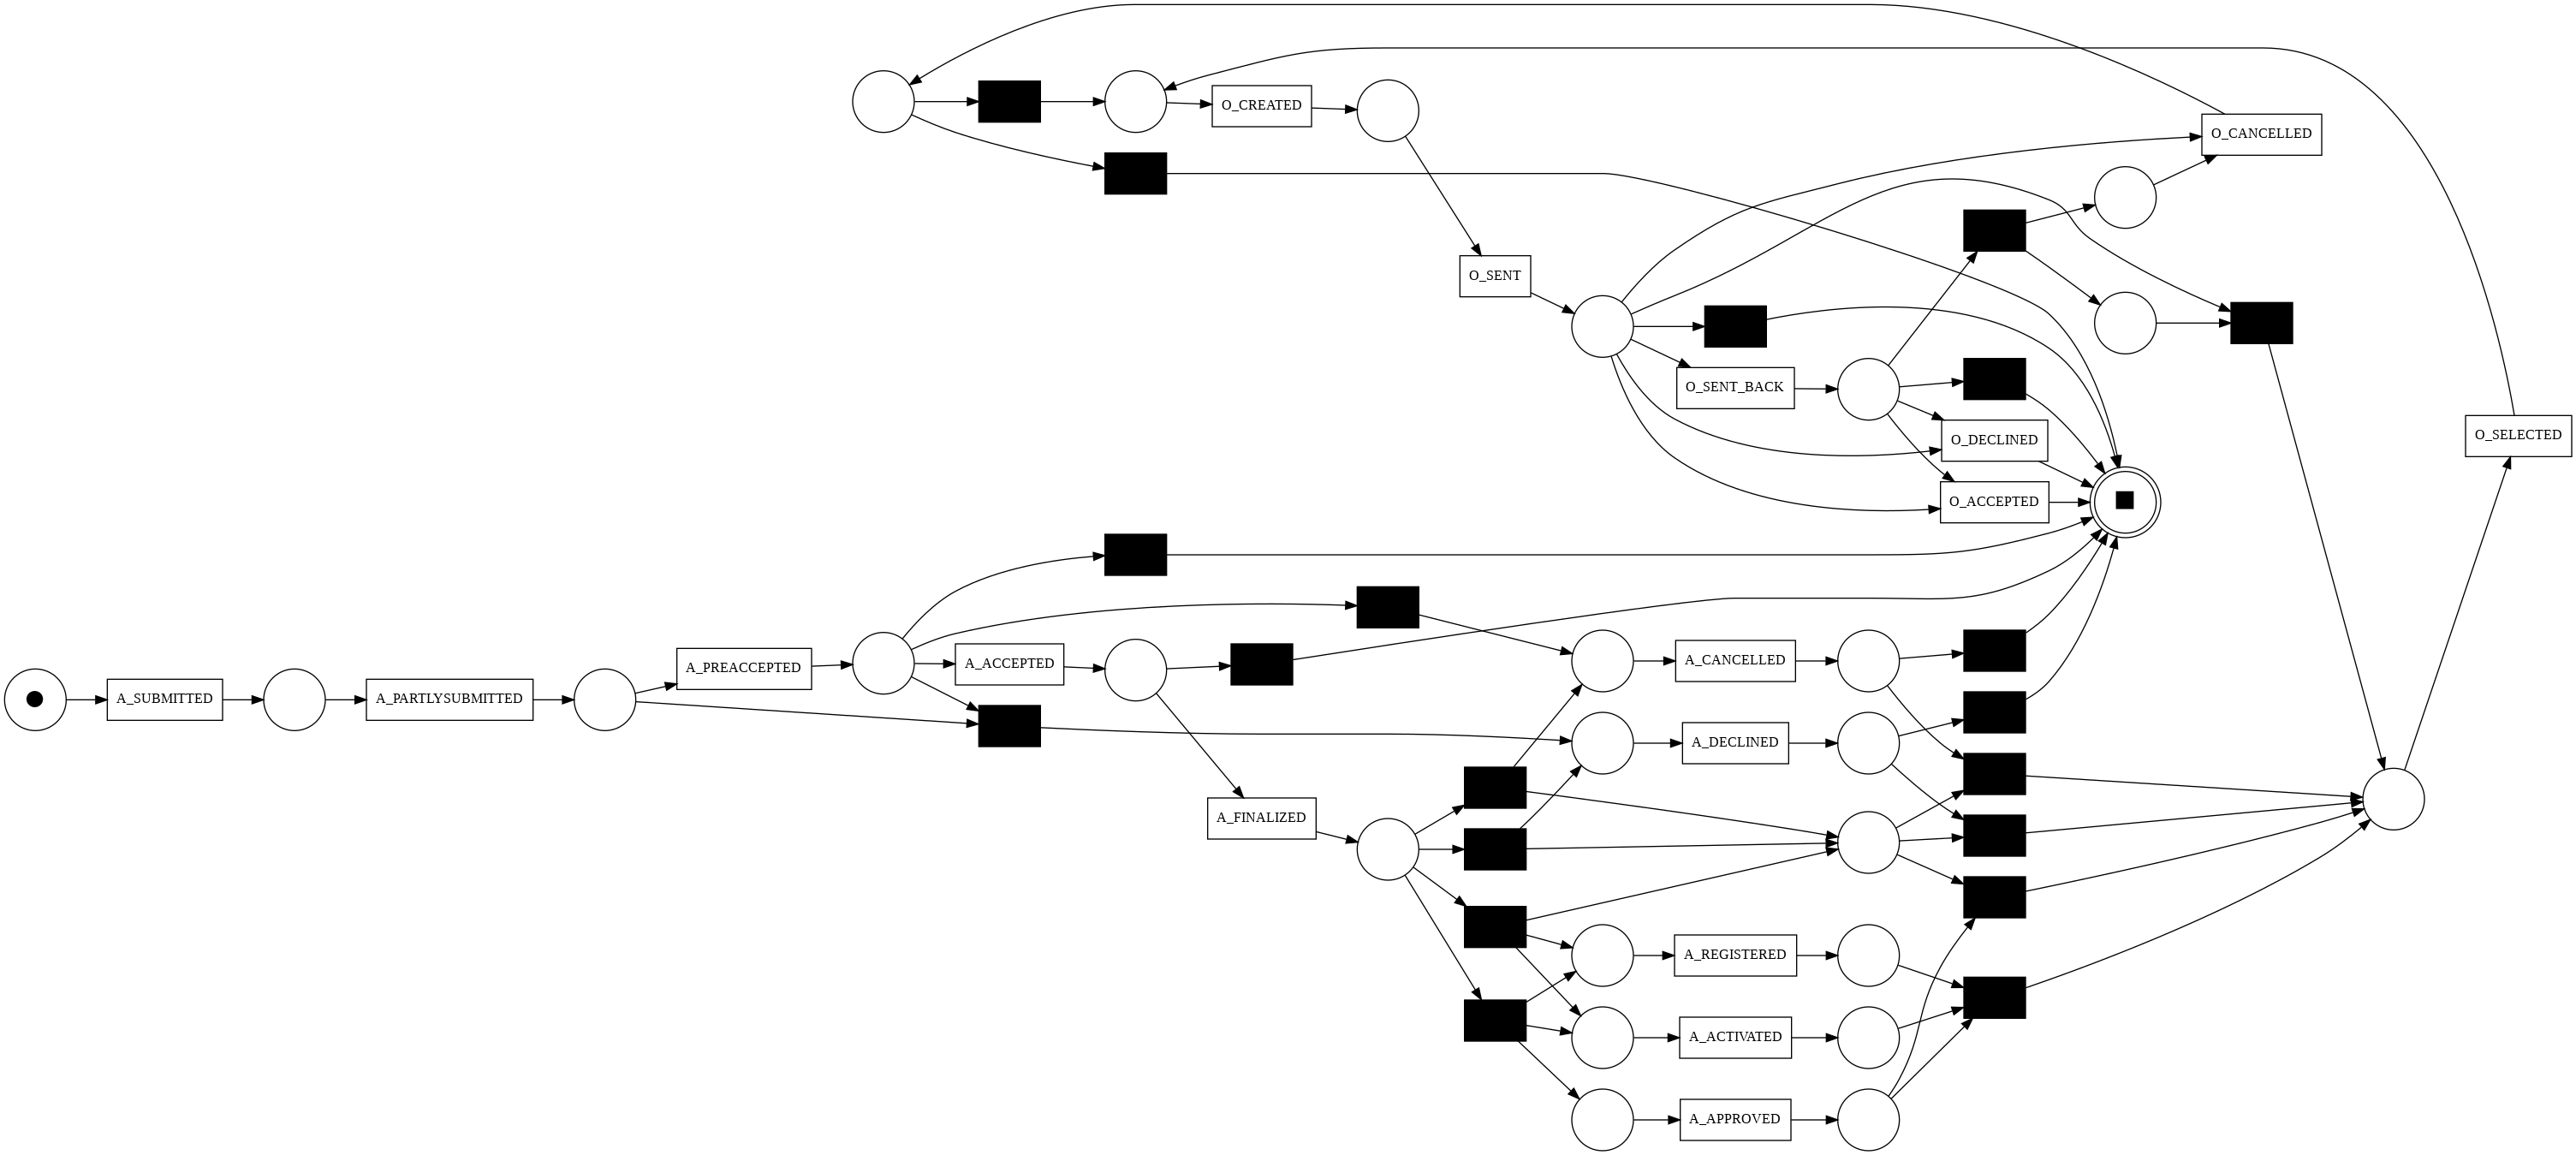 O_CREATED
O_CANCELLED
O_SENT
O_SENT_BACK
O_DECLINED
O_SELECTED
O_ACCEPTED
A_SUBMITTED
A_PARTLYSUBMITTED
A_PREACCEPTED
A_ACCEPTED
A_CANCELLED
A_DECLINED
A_FINALIZED
A_REGISTERED
A_ACTIVATED
A_APPROVED